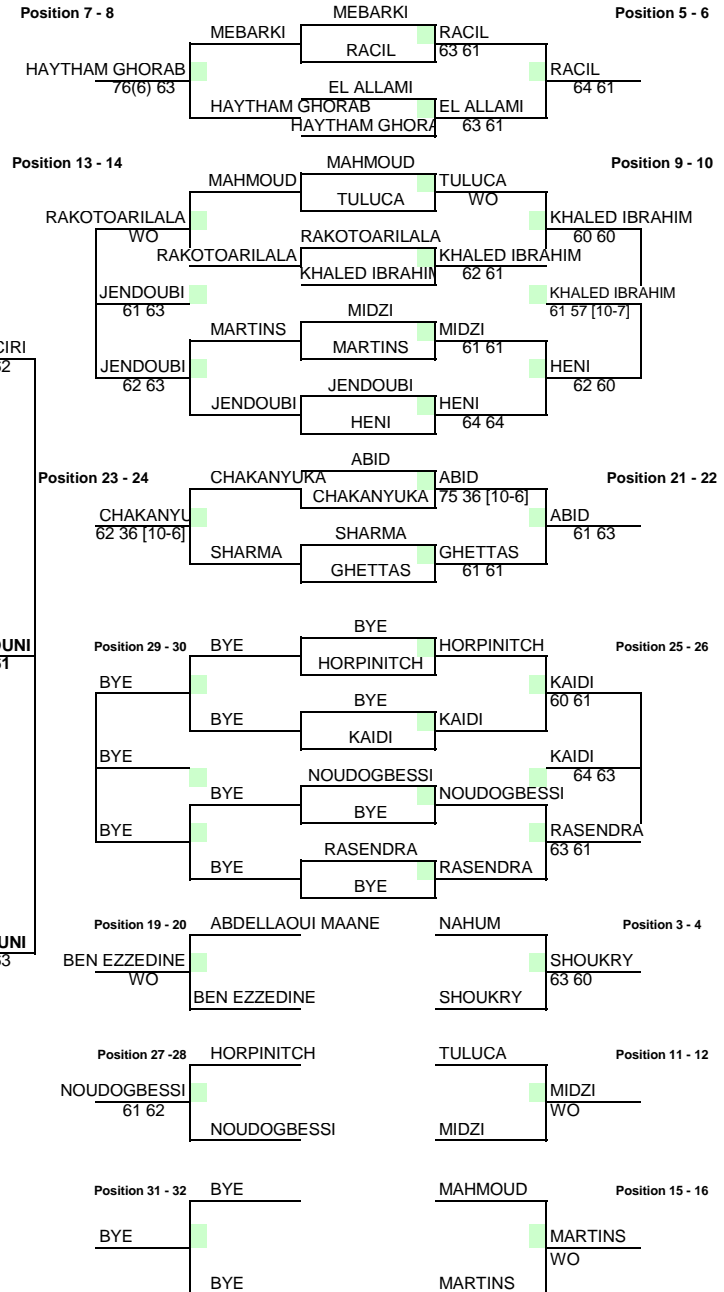 Position 7 - 8 MEBARKI Position 5 - 6
MEBARKI RACIL
RACIL 63 61
HAYTHAM GHORAB RACIL
76(6) 63 EL ALLAMI 64 61
HAYTHAM GHORAB EL ALLAMI
HAYTHAM GHORA 63 61
Position 13 - 14 MAHMOUD Position 9 - 10
MAHMOUD TULUCA
TULUCA WO
RAKOTOARILALA KHALED IBRAHIM
WO RAKOTOARILALA 60 60
RAKOTOARILALA KHALED IBRAHIM
KHALED IBRAHIM 62 61
JENDOUBI KHALED IBRAHIM
61 63 MIDZI 61 57 [10-7]
MARTINS MIDZI
CIRI MARTINS 61 61
62 JENDOUBI HENI
62 63 JENDOUBI 62 60
JENDOUBI HENI
HENI 64 64
ABID
Position 23 - 24 CHAKANYUKA ABID Position 21 - 22
CHAKANYUKA 75 36 [10-6]
CHAKANYU ABID
62 36 [10-6] SHARMA 61 63
SHARMA GHETTAS
GHETTAS 61 61
BYE
OUNI Position 29 - 30 BYE HORPINITCH Position 25 - 26
61 HORPINITCH
BYE KAIDI
BYE 60 61
BYE KAIDI
KAIDI
BYE KAIDI
NOUDOGBESSI 64 63
BYE NOUDOGBESSI
BYE
BYE RASENDRA
RASENDRA 63 61
BYE RASENDRA
BYE
Position 19 - 20 ABDELLAOUI MAANE NAHUM Position 3 - 4
UNI
63 BEN EZZEDINE SHOUKRY
WO 63 60
BEN EZZEDINE SHOUKRY
Position 27 -28 HORPINITCH TULUCA Position 11 - 12
NOUDOGBESSI MIDZI
61 62 WO
NOUDOGBESSI MIDZI
Position 31 - 32 BYE MAHMOUD Position 15 - 16
BYE MARTINS
WO
BYE MARTINS